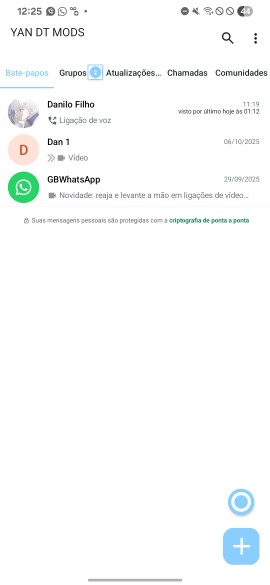 12:25
44
YAN DT MODS
Bate-papos
Grupos 2
Atualizações...
Chamadas
Comunidades
Danilo Filho
11:19
visto por último hoje às 01:12
Ligação de voz
D
Dan 1
06/10/2025
Vídeo
GBWhatsApp
29/09/2025
Novidade: reaja e levante a mão em ligações de vídeo...
Suas mensagens pessoais são protegidas com a criptografia de ponta a ponta